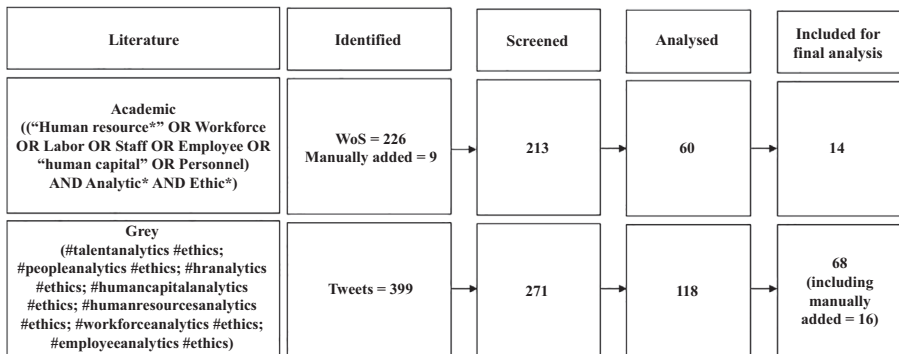 Literature
Identified
Screened
Analysed
Included for
final analysis
Academic
((“Human resource*” OR Workforce
OR Labor OR Staff OR Employee OR
“human capital” OR Personnel)
AND Analytic* AND Ethic*)
WoS = 226
Manually added = 9
213
60
14
Grey
(#talentanalytics #ethics;
#peopleanalytics #ethics; #hranalytics
#ethics; #humancapitalanalytics
#ethics; #humanresourcesanalytics
#ethics; #workforceanalytics #ethics;
#employeeanalytics #ethics)
Tweets = 399
271
118
68
(including
manually
added = 16)